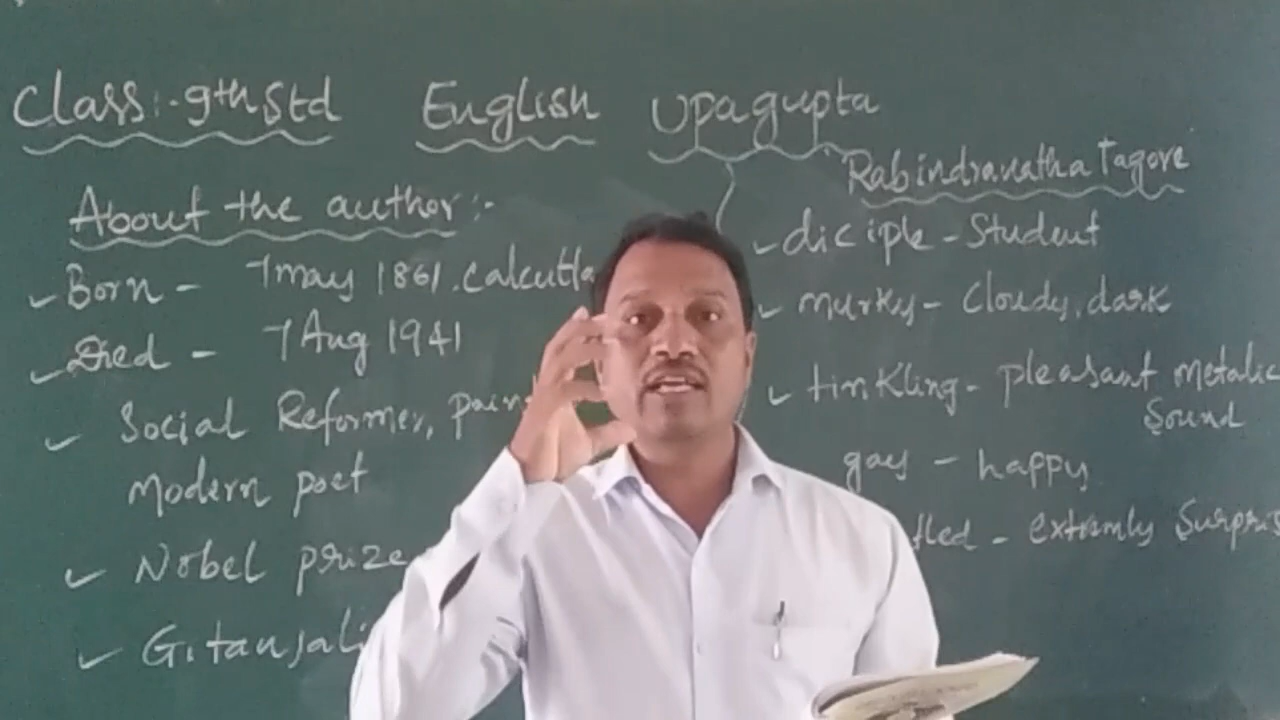 Class:- 9th Std English Upagupta
Rabindranatha Tagore
About the author:-
Born - 7 may 1861. Calcutta
Died - 7 Aug 1941
Social Reformer,
Modern poet
Nobel prize
Gitanjali
diciple - Student
murky - Cloudy, dark
tinkling - pleasant metalic
Sound
gay - happy
- extremly